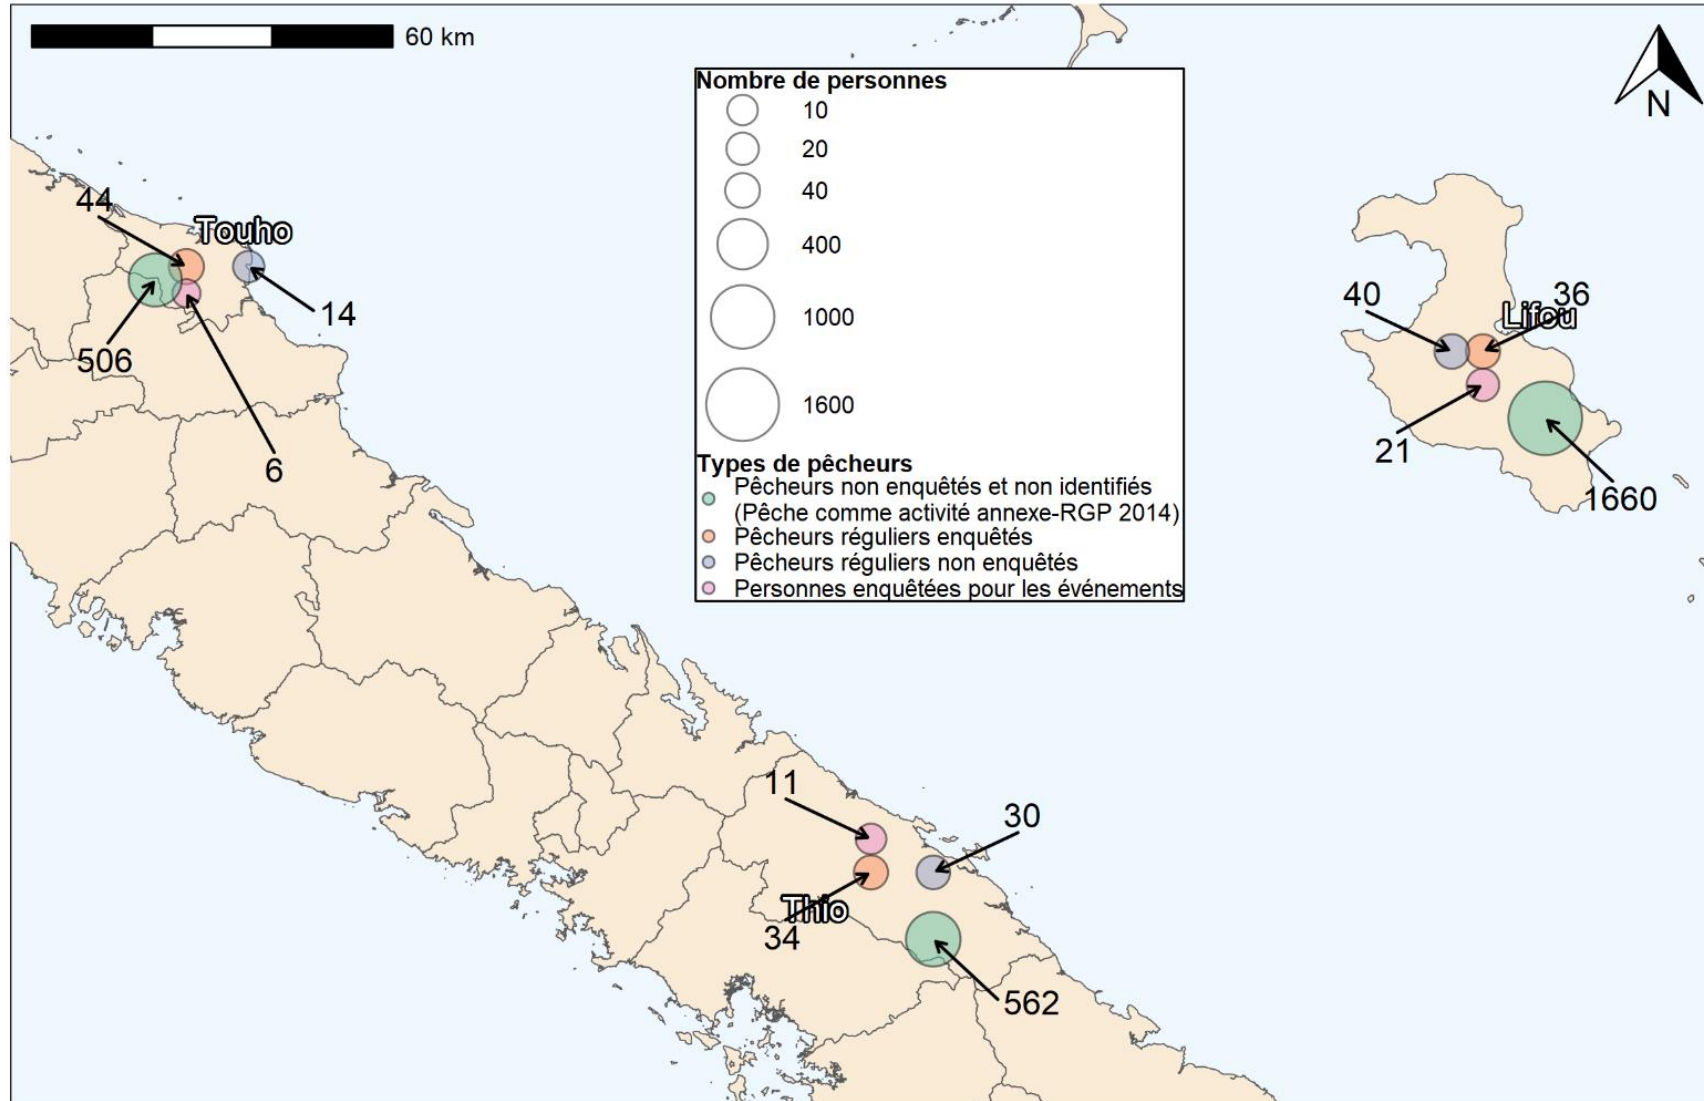 60 km
N
Nombre de personnes
10
20
40
400
1000
1600
Types de pêcheurs
Pêcheurs non enquêtés et non identifiés
(Pêche comme activité annexe-RGP 2014)
Pêcheurs réguliers enquêtés
Pêcheurs réguliers non enquêtés
Personnes enquêtées pour les événements
44
Touho
14
506
6
40
36
Lifou
21
1660
11
30
Thio
34
562